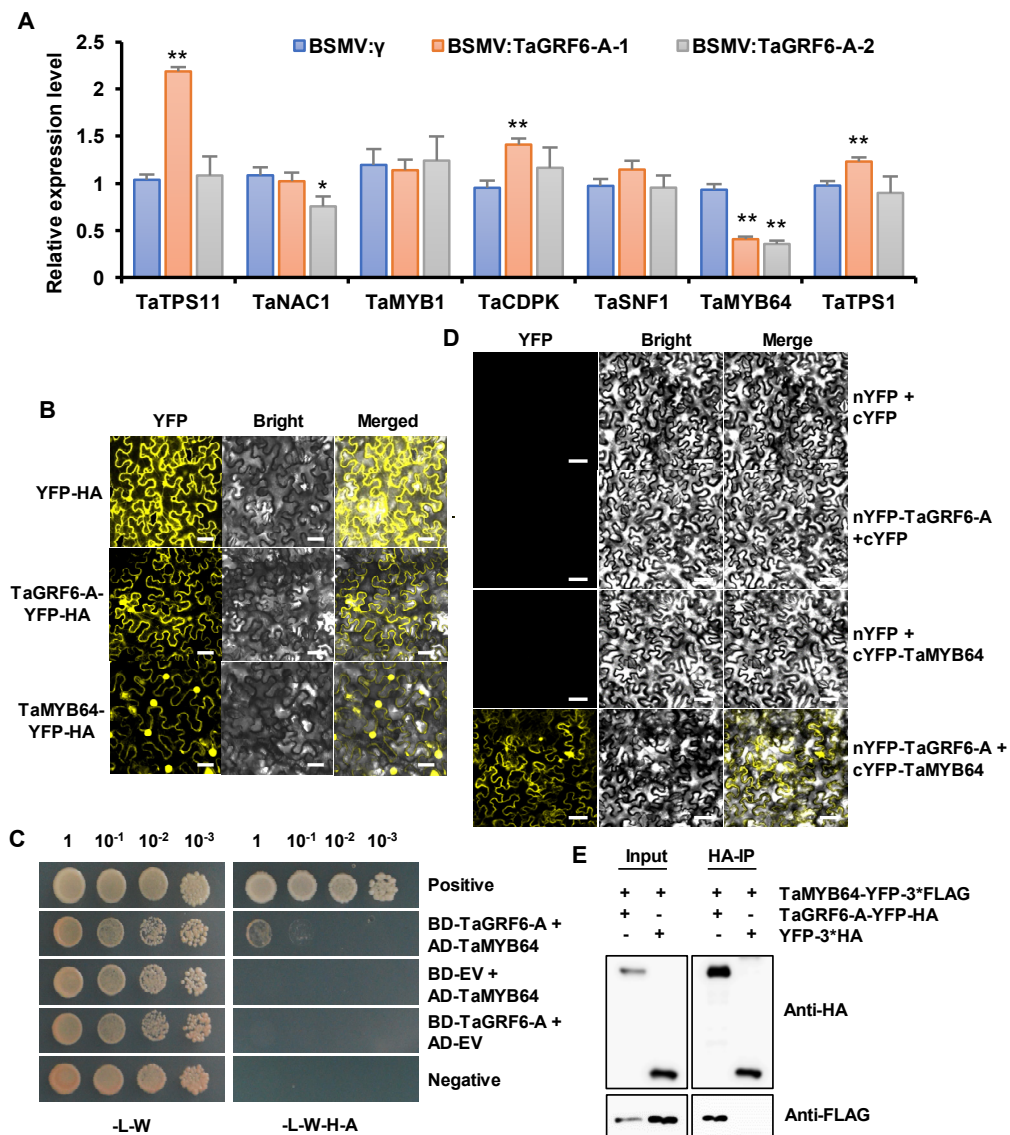 A
BSMV:γ BSMV:TaGRF6-A-1 BSMV:TaGRF6-A-2
Relative expression level
2.5
2
1.5
1
0.5
0
** * ** ** ** **
TaTPS11 TaNAC1 TaMYB1 TaCDPK TaSNF1 TaMYB64 TaTPS1
B
YFP Bright Merged
YFP-HA
TaGRF6-A-
YFP-HA
TaMYB64-
YFP-HA
D
YFP Bright Merge
nYFP +
cYFP
nYFP-TaGRF6-A
+cYFP
nYFP +
cYFP-TaMYB64
nYFP-TaGRF6-A +
cYFP-TaMYB64
C
1 10-1 10-2 10-3 1 10-1 10-2 10-3
Positive
BD-TaGRF6-A +
AD-TaMYB64
BD-EV +
AD-TaMYB64
BD-TaGRF6-A +
AD-EV
Negative
-L-W -L-W-H-A
E
Input HA-IP
+ + + + TaMYB64-YFP-3*FLAG
+ - + - TaGRF6-A-YFP-HA
- + - + YFP-3*HA
Anti-HA
Anti-FLAG